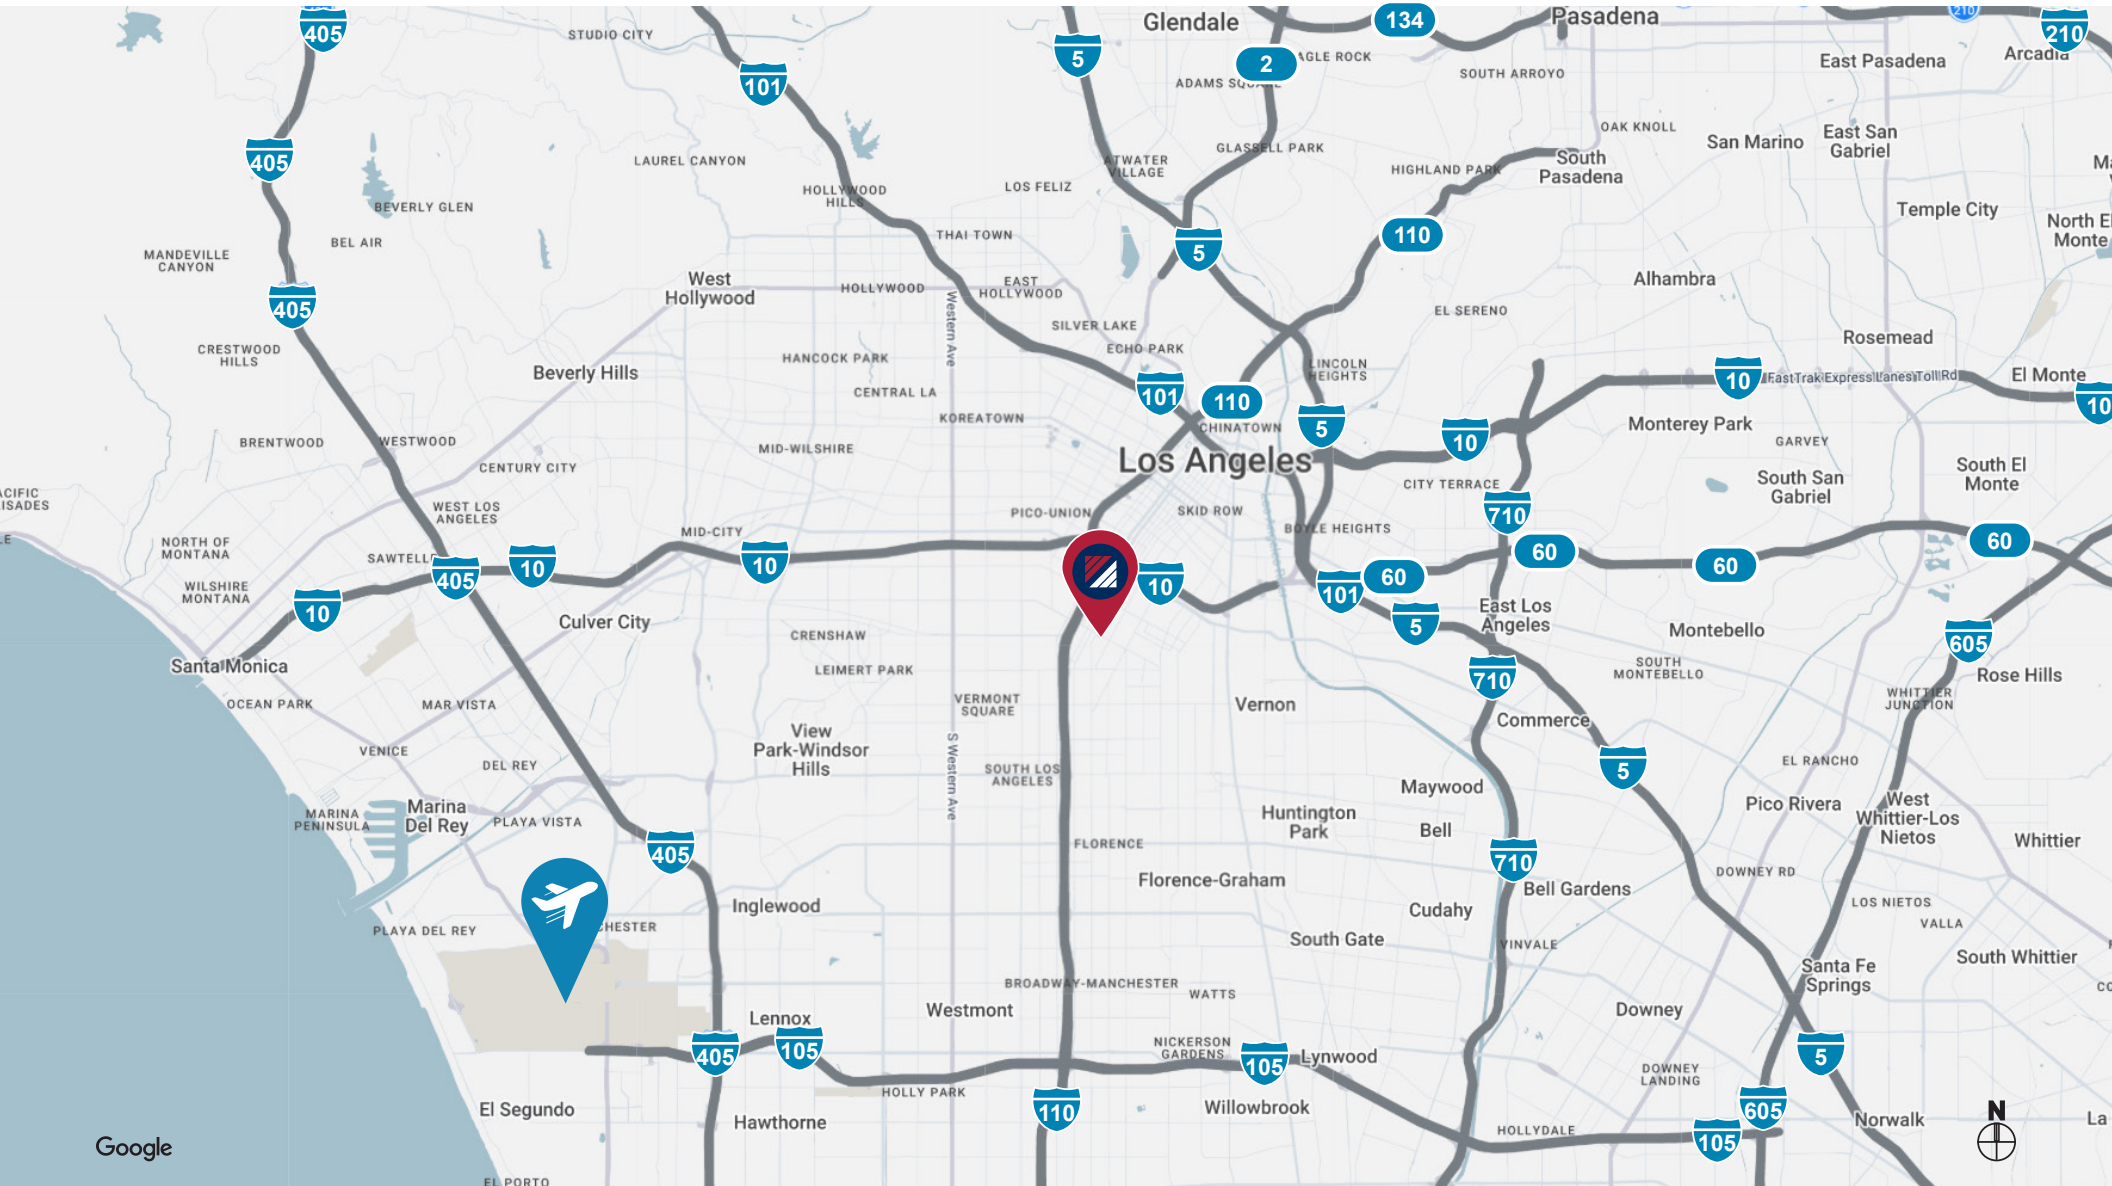 405
STUDIO CITY
Glendale
134
Pasadena
210
210
5
2
AGLE ROCK
SOUTH ARROYO
East Pasadena
Arcadia
101
ADAMS SQUARE
405
LAUREL CANYON
ATWATER
VILLAGE
GLASSELL PARK
OAK KNOLL
San Marino
East San
Gabriel
HIGHLAND PARK
South
Pasadena
BEVERLY GLEN
HOLLYWOOD
HILLS
LOS FELIZ
Temple City
North El
Monte
MANDEVILLE
CANYON
BEL AIR
THAI TOWN
5
110
West
Hollywood
HOLLYWOOD
EAST
HOLLYWOOD
Alhambra
405
Western Ave
SILVER LAKE
EL SERENO
Rosemead
CRESTWOOD
HILLS
Beverly Hills
HANCOCK PARK
ECHO PARK
LINCOLN
HEIGHTS
10
FastTrak Express Lanes Toll Rd
El Monte
10
CENTRAL LA
101
110
KOREATOWN
CHINATOWN
5
10
Monterey Park
GARVEY
BRENTWOOD
WESTWOOD
MID-WILSHIRE
Los Angeles
CENTURY CITY
CITY TERRACE
South San
Gabriel
South El
Monte
ACIFIC
ISADES
WEST LOS
ANGELES
PICO-UNION
SKID ROW
710
BOYLE HEIGHTS
MID-CITY
NORTH OF
MONTANA
SAWTELLE
405
10
10
10
60
60
60
60
WILSHIRE
MONTANA
10
101
5
East Los
Angeles
Culver City
CRENSHAW
Montebello
605
Santa Monica
LEIMERT PARK
710
SOUTH
MONTEBELLO
Rose Hills
OCEAN PARK
MAR VISTA
VERMONT
SQUARE
Vernon
Commerce
WHITTIER
JUNCTION
VENICE
View
Park-Windsor
Hills
S Western Ave
DEL REY
SOUTH LOS
ANGELES
5
EL RANCHO
Maywood
MARINA
PENINSULA
Marina
Del Rey
PLAYA VISTA
Huntington
Park
Bell
Pico Rivera
West
Whittier-Los
Nietos
Whittier
405
FLORENCE
710
DOWNEY RD
Florence-Graham
Bell Gardens
Inglewood
Cudahy
LOS NIETOS
PLAYA DEL REY
CHESTER
South Gate
VINVALE
VALLA
South Whittier
Santa Fe
Springs
BROADWAY-MANCHESTER
WATTS
Westmont
Downey
Lennox
405
105
NICKERSON
GARDENS
105
Lynwood
5
DOWNEY
LANDING
HOLLY PARK
El Segundo
110
Willowbrook
605
N
Hawthorne
HOLLYDALE
105
Norwalk
La
Google
EL PORTO